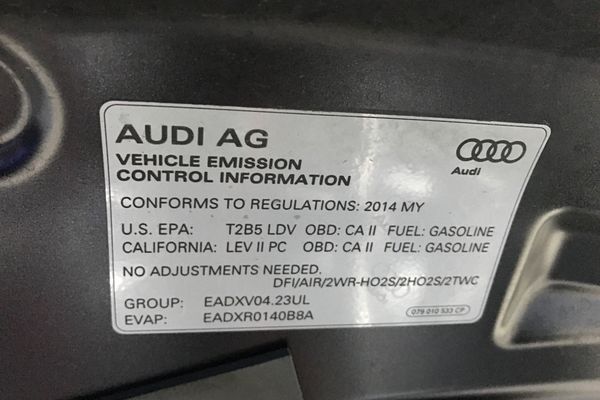 AUDI AG
Audi
VEHICLE EMISSION
CONTROL INFORMATION
CONFORMS TO REGULATIONS: 2014 MY
U.S. EPA: T2B5 LDV OBD: CA II FUEL: GASOLINE
CALIFORNIA: LEV II PC OBD: CA II FUEL: GASOLINE
NO ADJUSTMENTS NEEDED.
DFI/AIR/2WR-HO2S/2HO2S/2TWC
GROUP: EADXV04.23UL
EVAP: EADXR0140B8A
079 010 533 CP